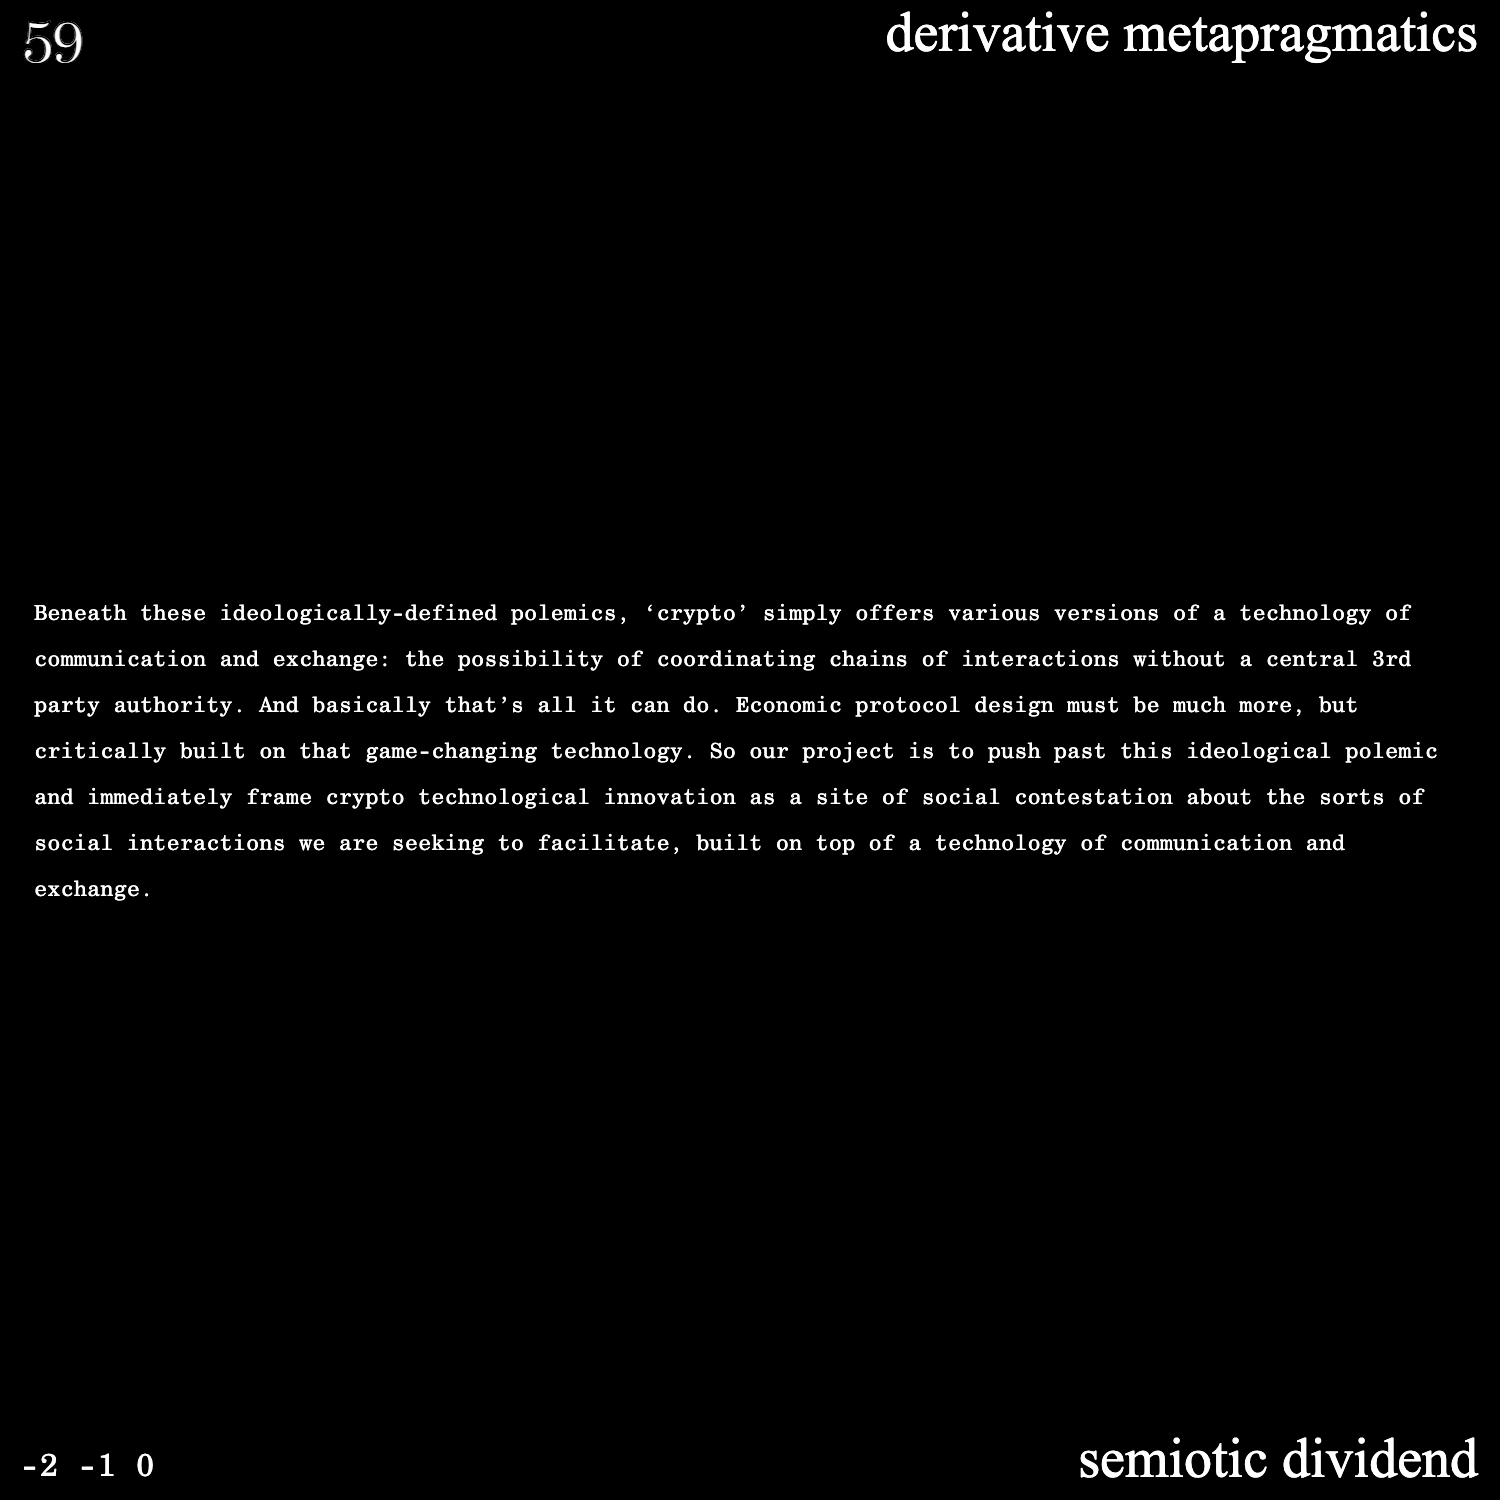 59
derivative metapragmatics
Beneath these ideologically-defined polemics, ‘crypto’ simply offers various versions of a technology of
communication and exchange: the possibility of coordinating chains of interactions without a central 3rd
party authority. And basically that’s all it can do. Economic protocol design must be much more, but
critically built on that game-changing technology. So our project is to push past this ideological polemic
and immediately frame crypto technological innovation as a site of social contestation about the sorts of
social interactions we are seeking to facilitate, built on top of a technology of communication and
exchange.
-2 -1 0
semiotic dividend